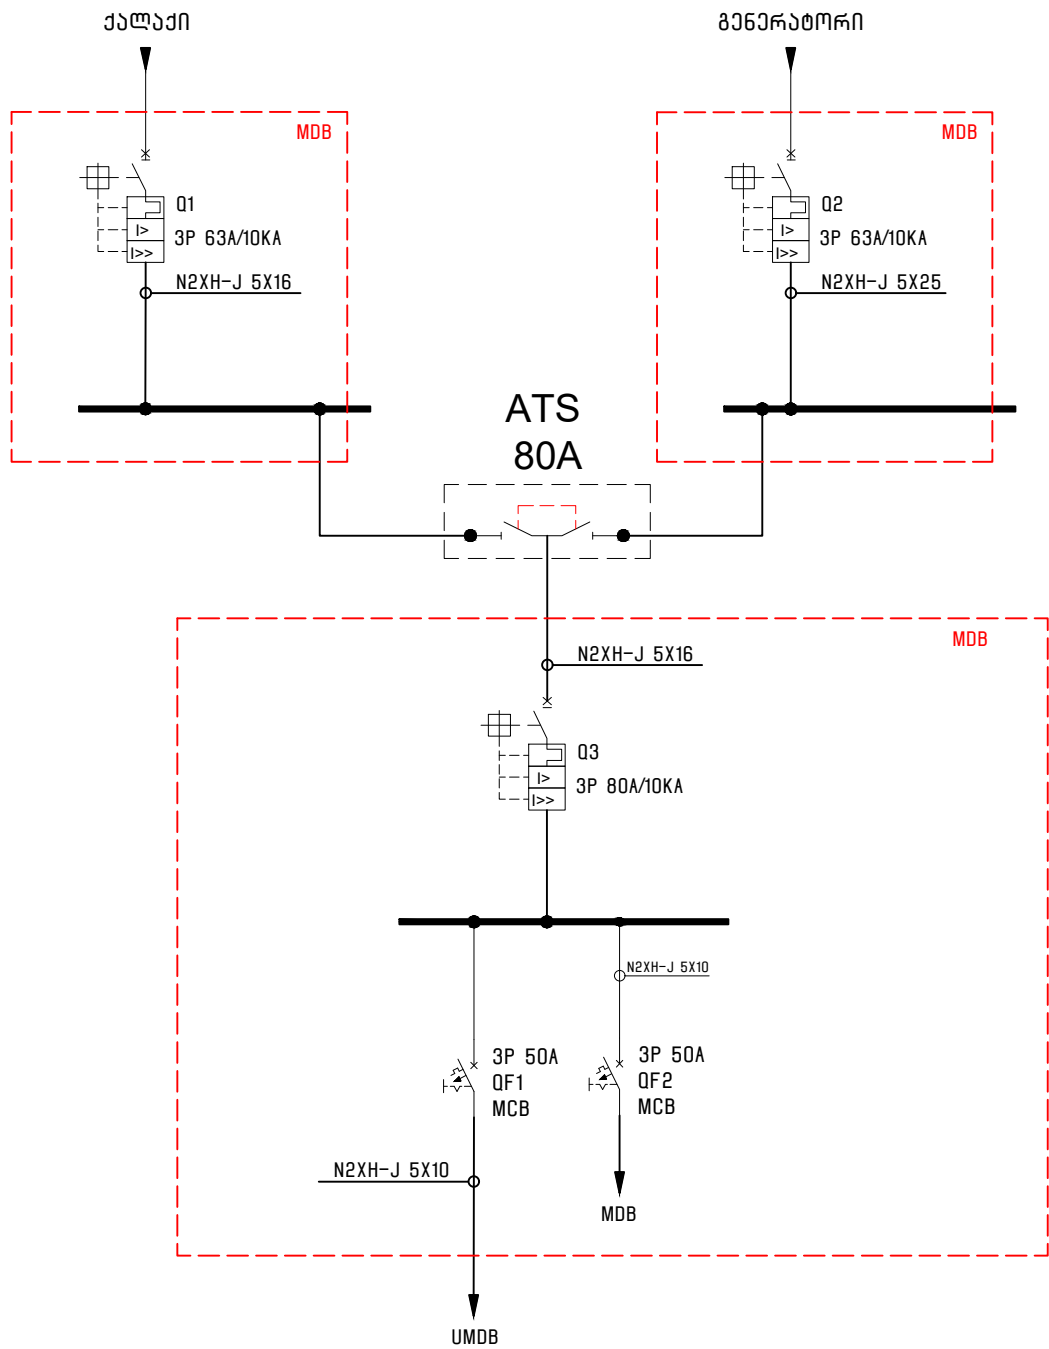 ქალაქი
გენერატორი
MDB
MDB
Q1
3P 63A/10KA
N2XH-J 5X16
I>
I>>
Q2
3P 63A/10KA
N2XH-J 5X25
I>
I>>
ATS
80A
MDB
N2XH-J 5X16
Q3
3P 80A/10KA
I>
I>>
N2XH-J 5X10
3P 50A
QF1
MCB
3P 50A
QF2
MCB
N2XH-J 5X10
MDB
UMDB